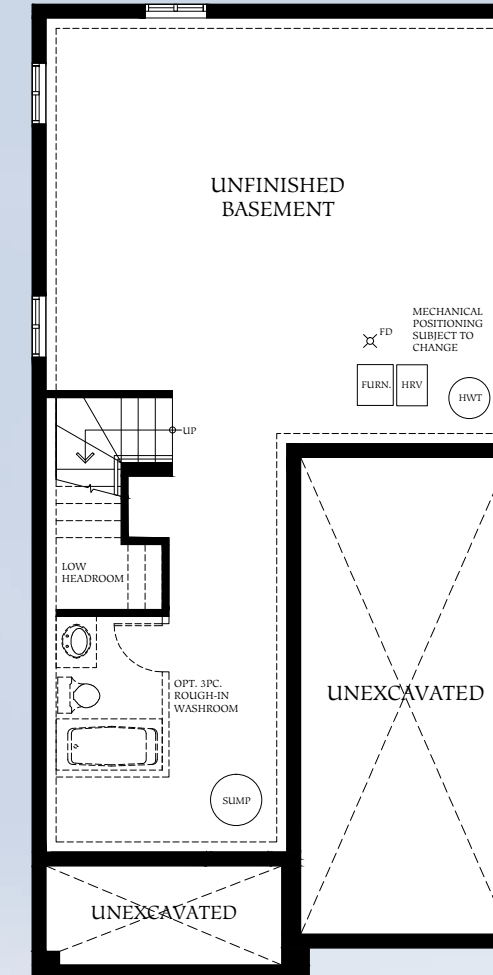 UNFINISHED
BASEMENT
MECHANICAL
POSITIONING
SUBJECT TO
CHANGE
FD
FURN.
HRV
HWT
UP
LOW
HEADROOM
OPT. 3PC.
ROUGH-IN
WASHROOM
UNEXCAVATED
SUMP
UNEXCAVATED